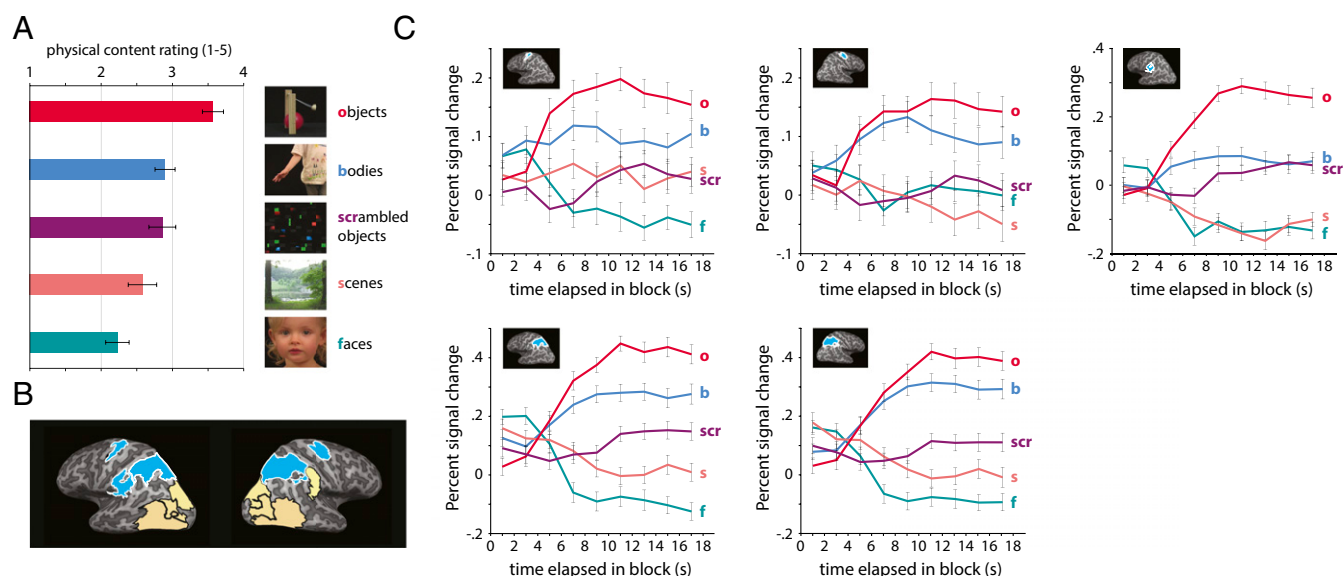 A
physical content rating (1-5)
1 2 3 4
objects
bodies
scrambled
objects
scenes
faces
B
C
Percent signal change
.2
.1
0
-.1
0 2 4 6 8 10 12 14 16 18
time elapsed in block (s)
o
b
s
scr
f
Percent signal change
.2
.1
0
-.1
0 2 4 6 8 10 12 14 16 18
time elapsed in block (s)
o
b
scr
f
s
Percent signal change
.4
.2
0
-.2
0 2 4 6 8 10 12 14 16 18
time elapsed in block (s)
o
b
scr
s
f
Percent signal change
.4
.2
0
-.2
0 2 4 6 8 10 12 14 16 18
time elapsed in block (s)
o
b
scr
s
f
Percent signal change
.4
.2
0
-.2
0 2 4 6 8 10 12 14 16 18
time elapsed in block (s)
o
b
scr
s
f